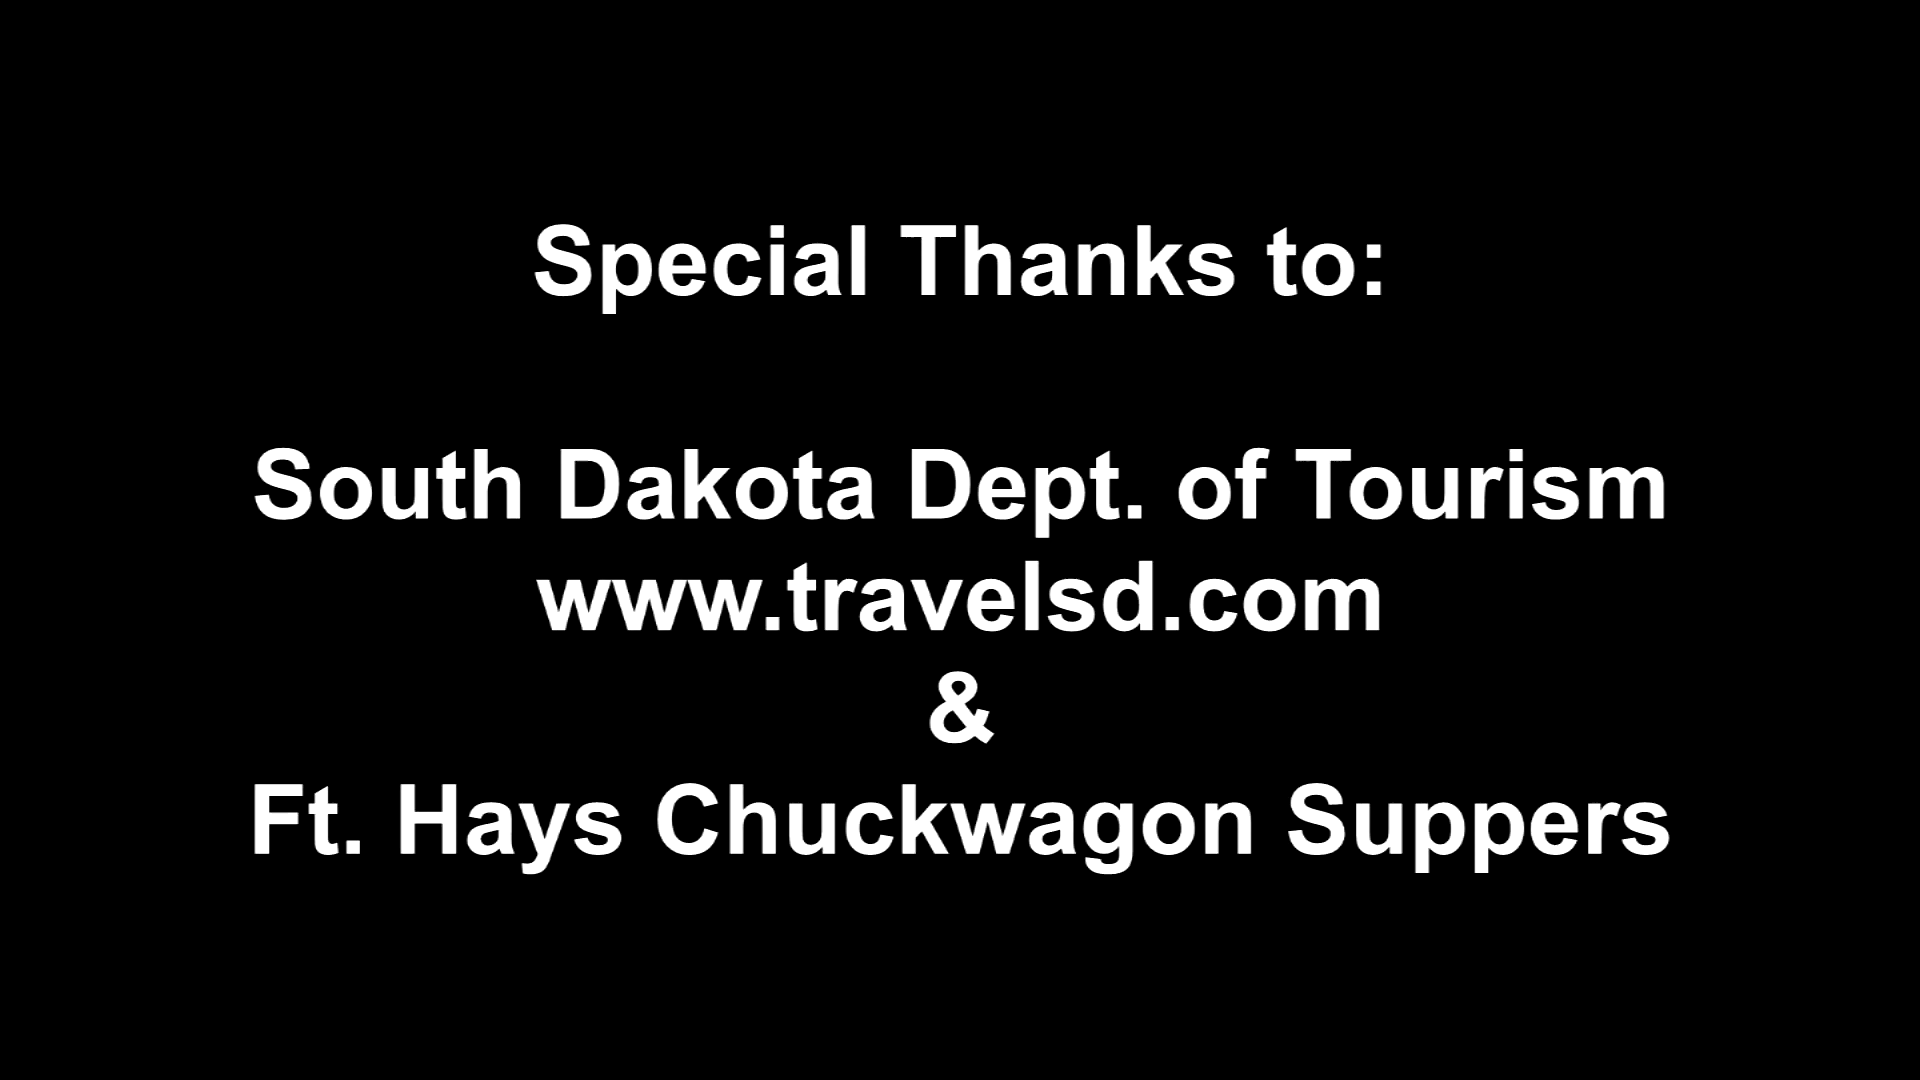 Special Thanks to:
South Dakota Dept. of Tourism
www.travelsd.com
&
Ft. Hays Chuckwagon Suppers